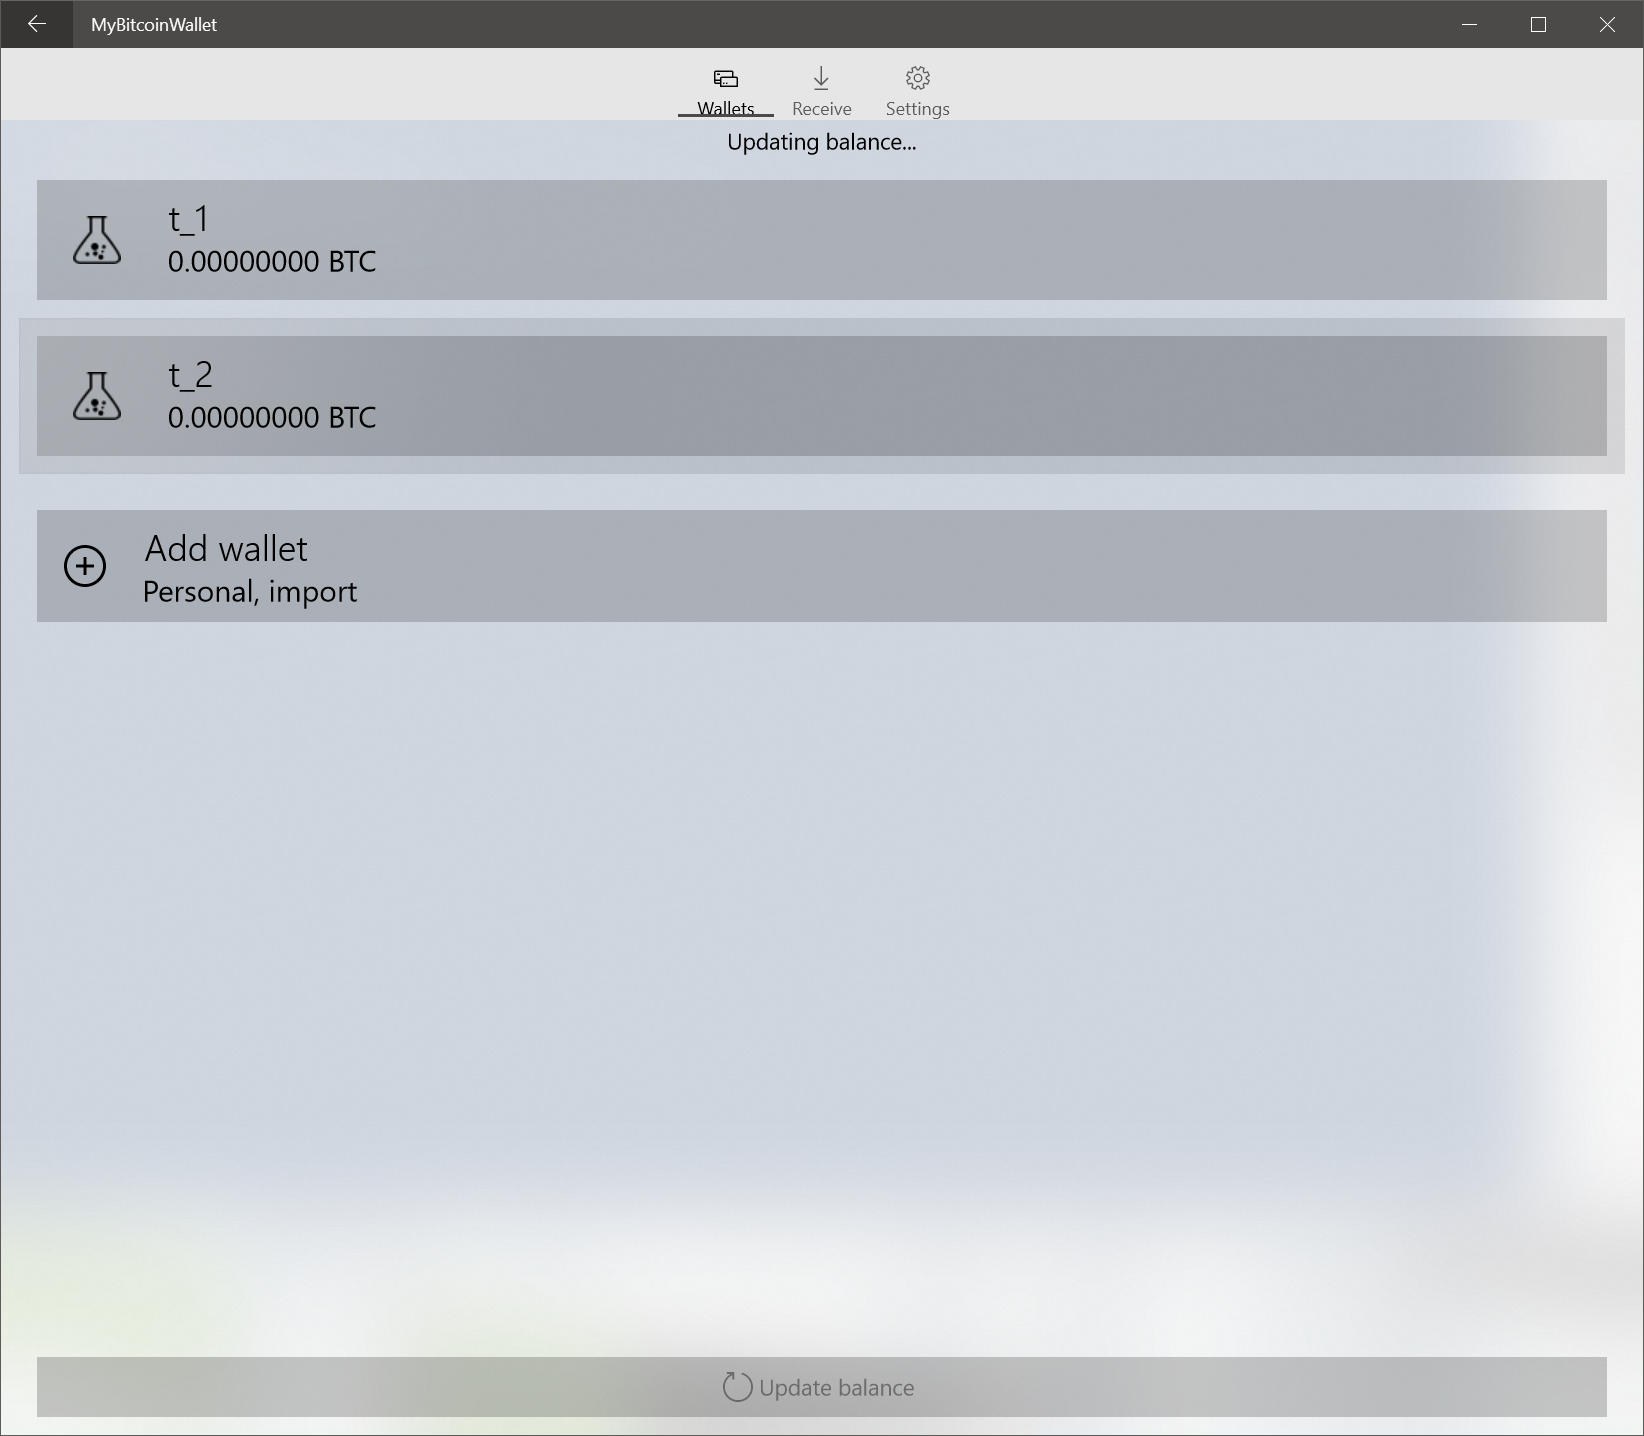 MyBitcoinWallet
Wallets
Receive
Settings
Updating balance...
t_1
0.00000000 BTC
t_2
0.00000000 BTC
Add wallet
Personal, import
Update balance